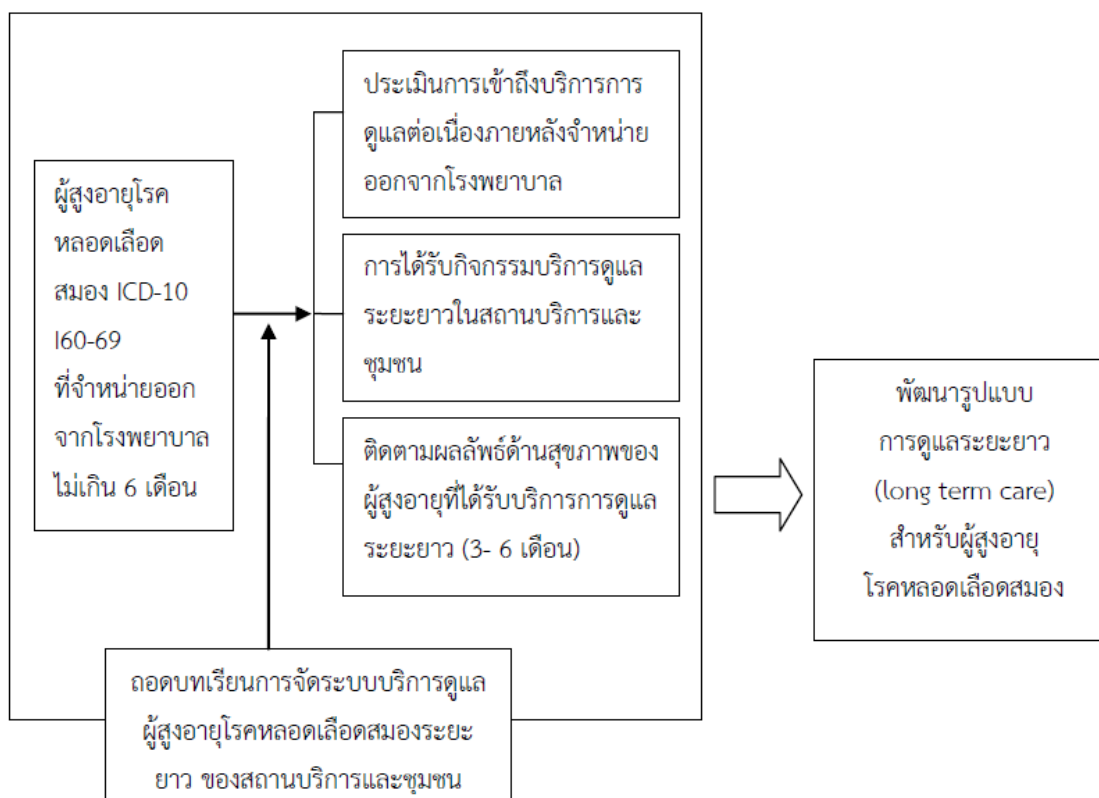 ประเมินการเข้าถึงบริการการ
ดูแลต่อเนื่องภายหลังจำหน่าย
ออกจากโรงพยาบาล
ผู้สูงอายุโรค
หลอดเลือด
สมอง ICD-10
I60-69
ที่จำหน่ายออก
จากโรงพยาบาล
ไม่เกิน 6 เดือน
การได้รับกิจกรรมบริการดูแล
ระยะยาวในสถานบริการและ
ชุมชน
ติดตามผลลัพธ์ด้านสุขภาพของ
ผู้สูงอายุที่ได้รับบริการการดูแล
ระยะยาว (3- 6 เดือน)
ถอดบทเรียนการจัดระบบบริการดูแล
ผู้สูงอายุโรคหลอดเลือดสมองระยะ
ยาว ของสถานบริการและชุมชน
พัฒนารูปแบบ
การดูแลระยะยาว
(long term care)
สำหรับผู้สูงอายุ
โรคหลอดเลือดสมอง